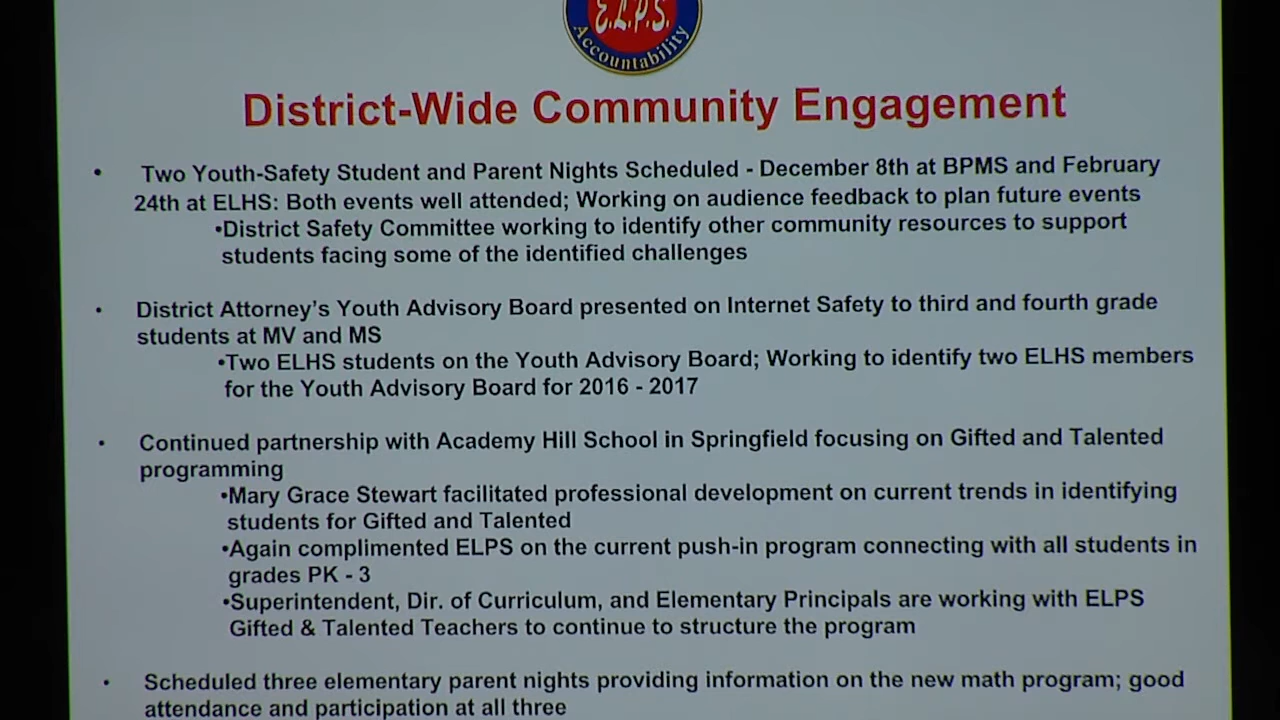 E.L.P.S.
Accountability
District-Wide Community Engagement
• Two Youth-Safety Student and Parent Nights Scheduled - December 8th at BPMS and February
24th at ELHS: Both events well attended; Working on audience feedback to plan future events
•District Safety Committee working to identify other community resources to support
students facing some of the identified challenges
• District Attorney's Youth Advisory Board presented on Internet Safety to third and fourth grade
students at MV and MS
•Two ELHS students on the Youth Advisory Board; Working to identify two ELHS members
for the Youth Advisory Board for 2016 - 2017
• Continued partnership with Academy Hill School in Springfield focusing on Gifted and Talented
programming
•Mary Grace Stewart facilitated professional development on current trends in identifying
students for Gifted and Talented
•Again complimented ELPS on the current push-in program connecting with all students in
grades PK - 3
•Superintendent, Dir. of Curriculum, and Elementary Principals are working with ELPS
Gifted & Talented Teachers to continue to structure the program
• Scheduled three elementary parent nights providing information on the new math program; good
attendance and participation at all three